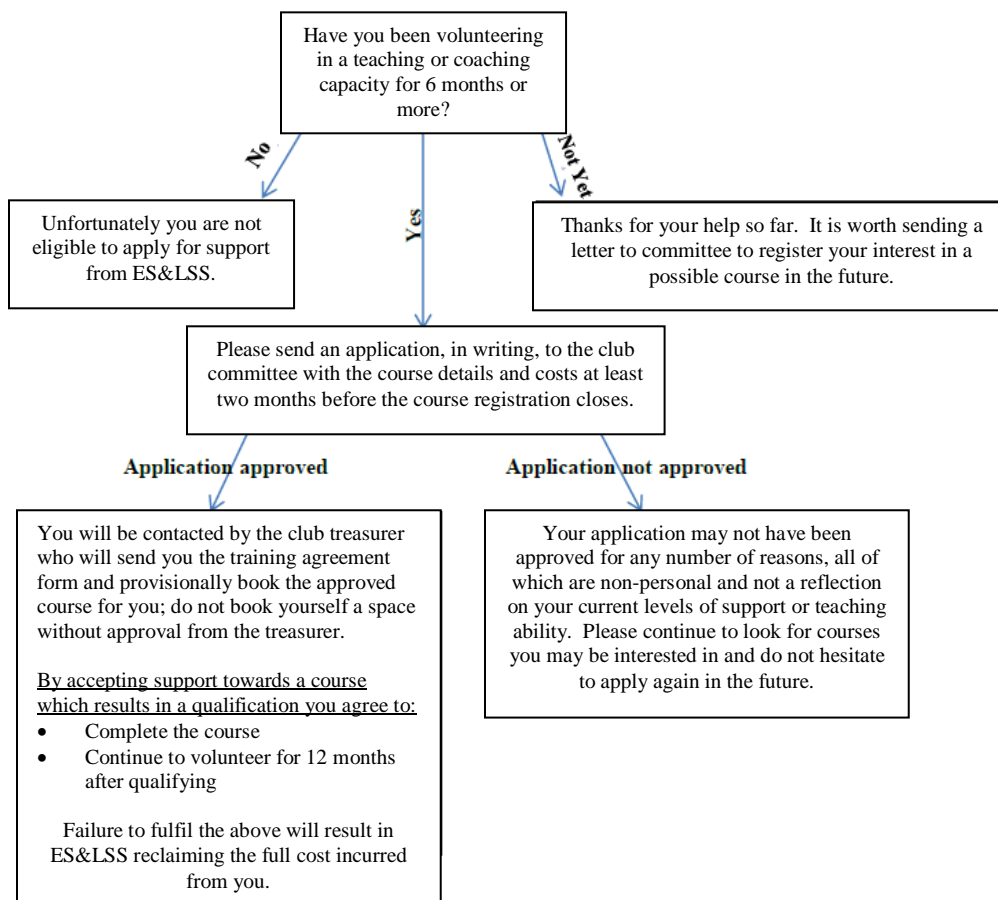 Have you been volunteering
in a teaching or coaching
capacity for 6 months or
more?
No
Yes
Not Yet
Unfortunately you are not
eligible to apply for support
from ES&LSS.
Thanks for your help so far. It is worth sending a
letter to committee to register your interest in a
possible course in the future.
Please send an application, in writing, to the club
committee with the course details and costs at least
two months before the course registration closes.
Application approved
Application not approved
You will be contacted by the club treasurer
who will send you the training agreement
form and provisionally book the approved
course for you; do not book yourself a space
without approval from the treasurer.
By accepting support towards a course
which results in a qualification you agree to:
• Complete the course
• Continue to volunteer for 12 months
after qualifying
Failure to fulfil the above will result in
ES&LSS reclaiming the full cost incurred
from you.
Your application may not have been
approved for any number of reasons, all of
which are non-personal and not a reflection
on your current levels of support or teaching
ability. Please continue to look for courses
you may be interested in and do not hesitate
to apply again in the future.